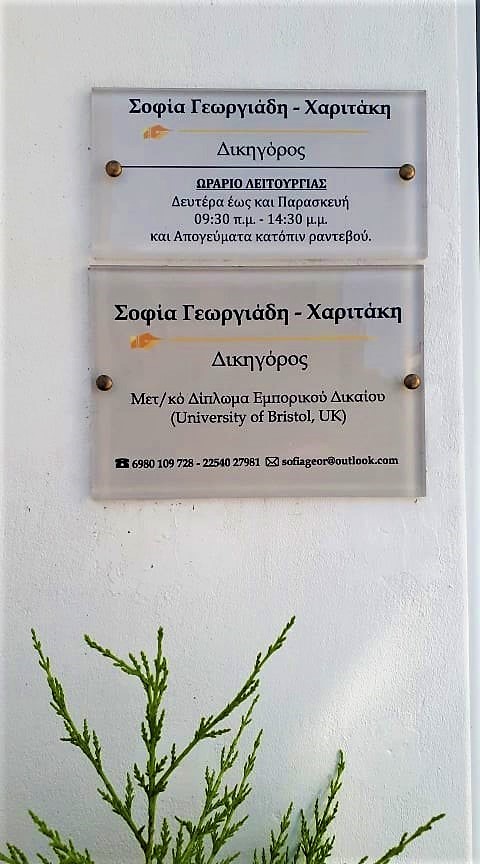 Σοφία Γεωργιάδη - Χαριτάκη
Δικηγόρος
ΩΡΑΡΙΟ ΛΕΙΤΟΥΡΓΙΑΣ
Δευτέρα έως και Παρασκευή
09:30 π.μ. - 14:30 μ.μ.
και Απογεύματα κατόπιν ραντεβού.
Σοφία Γεωργιάδη - Χαριτάκη
Δικηγόρος
Μετ/κό Δίπλωμα Εμπορικού Δικαίου
(University of Bristol, UK)
☎ 6980 109 728 - 22540 27981 ✉ sofiageor@outlook.com